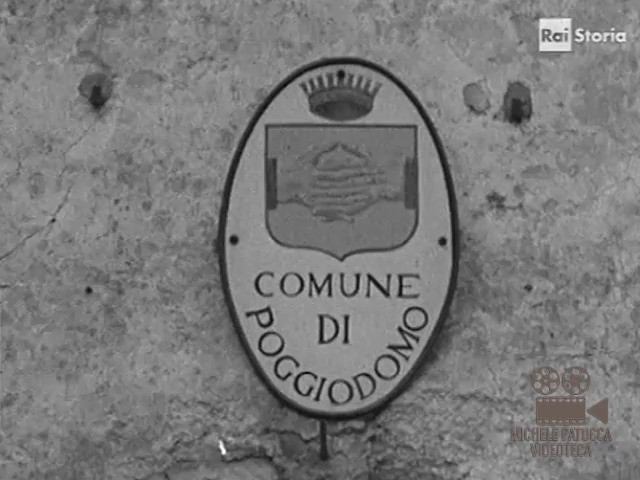 Rai Storia
COMUNE
DI
POGGIODOMO
MICHELE PATUCCA
VIDEOTECA